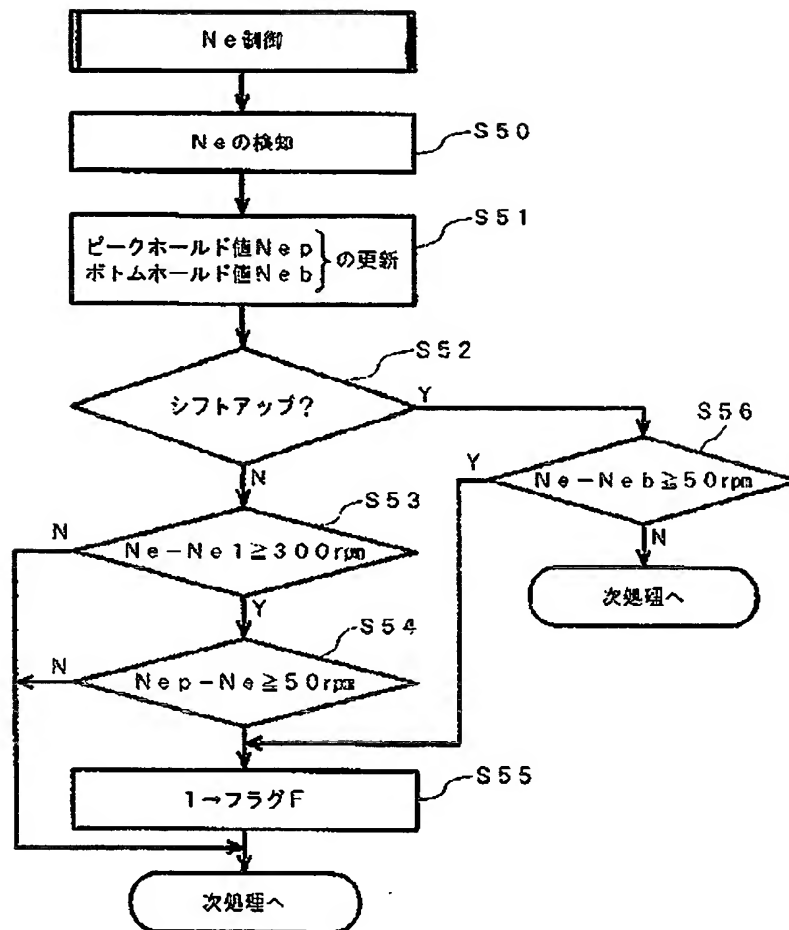 Ne制御
Neの検知
S50
S51
ピークホールド値Nep
ボトムホールド値Neb
}の更新
S52
シフトアップ?
Y
N
S56
Y
Ne-Neb≧50rpm
N
次処理へ
S53
N
Ne-Ne1≧300rpm
Y
S54
N
Nep-Ne≧50rpm
S55
1→フラグF
次処理へ